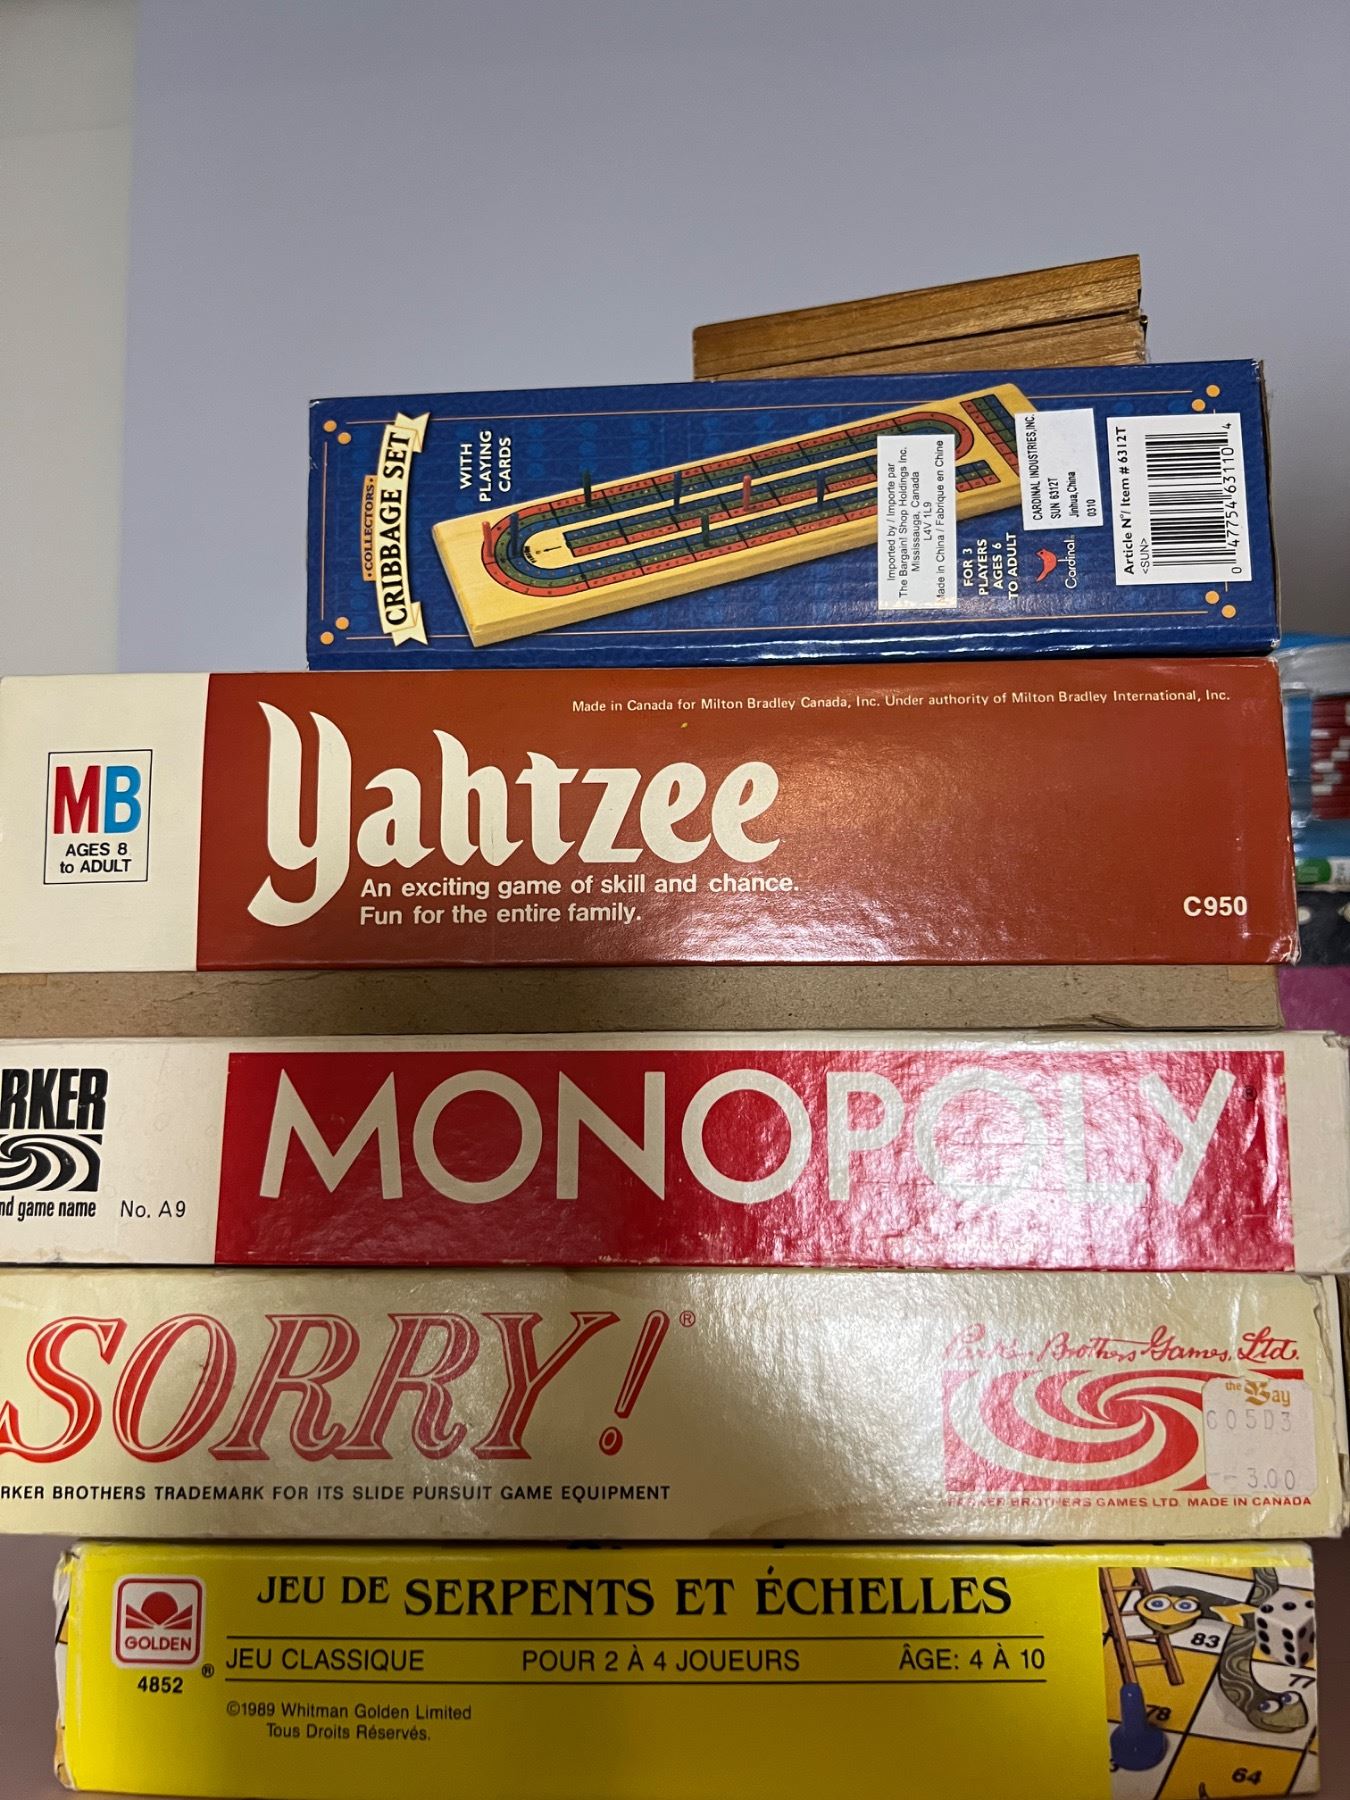 •COLLECTORS•
CRIBBAGE SET
WITH
PLAYING
CARDS
Imported by / Importe par
The Bargain! Shop Holdings Inc.
Mississauga, Canada
L4V 1L9
Made in China / Fabrique en Chine
FOR 3
PLAYERS
AGES 6
TO ADULT
CARDINAL INDUSTRIES,INC.
SUN 6312T
Jinhua,China
0310
Cardinal®
Article N°/ Item # 6312T
<SUN>
0 47754 63110 4
MB
AGES 8
to ADULT
Made in Canada for Milton Bradley Canada, Inc. Under authority of Milton Bradley International, Inc.
Yahtzee
An exciting game of skill and chance.
Fun for the entire family.
C950
RKER
nd game name No. A9
MONOPOLY®
SORRY!®
RKER BROTHERS TRADEMARK FOR ITS SLIDE PURSUIT GAME EQUIPMENT
Parker Brothers Games, Ltd.
the Bay
605D3
3.00
PARKER BROTHERS GAMES LTD. MADE IN CANADA
GOLDEN®
4852
JEU DE SERPENTS ET ÉCHELLES
JEU CLASSIQUE POUR 2 À 4 JOUEURS ÂGE: 4 À 10
©1989 Whitman Golden Limited
Tous Droits Réservés.
83
77
78
64